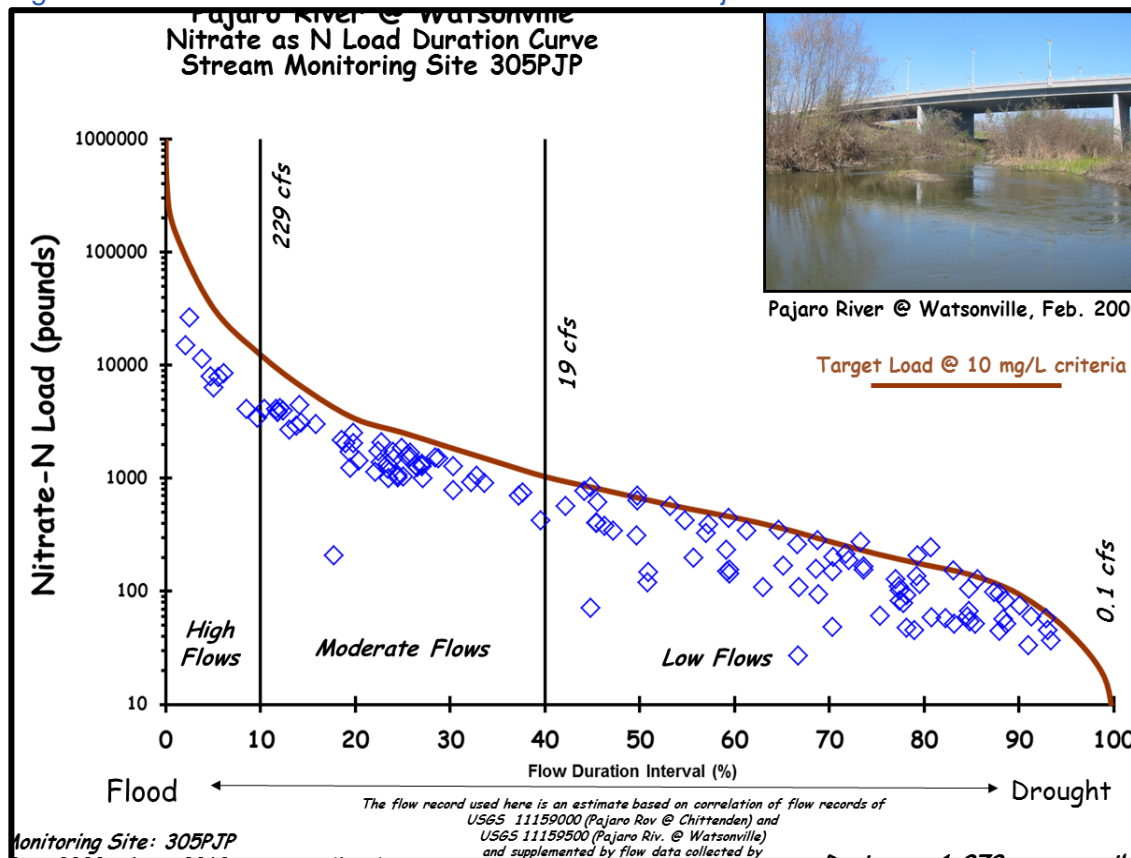 Pajaro River @ Watsonville
Nitrate as N Load Duration Curve
Stream Monitoring Site 305PJP
1000000
100000
10000
1000
100
10
Nitrate-N Load (pounds)
229 cfs
19 cfs
0.1 cfs
Pajaro River @ Watsonville, Feb. 200
Target Load @ 10 mg/L criteria
High
Flows
Moderate Flows
Low Flows
0 10 20 30 40 50 60 70 80 90 100
Flow Duration Interval (%)
Flood
Drought
The flow record used here is an estimate based on correlation of flow records of
USGS 11159000 (Pajaro Rov @ Chittenden) and
USGS 11159500 (Pajaro Riv. @ Watsonville)
and supplemented by flow data collected by
Monitoring Site: 305PJP